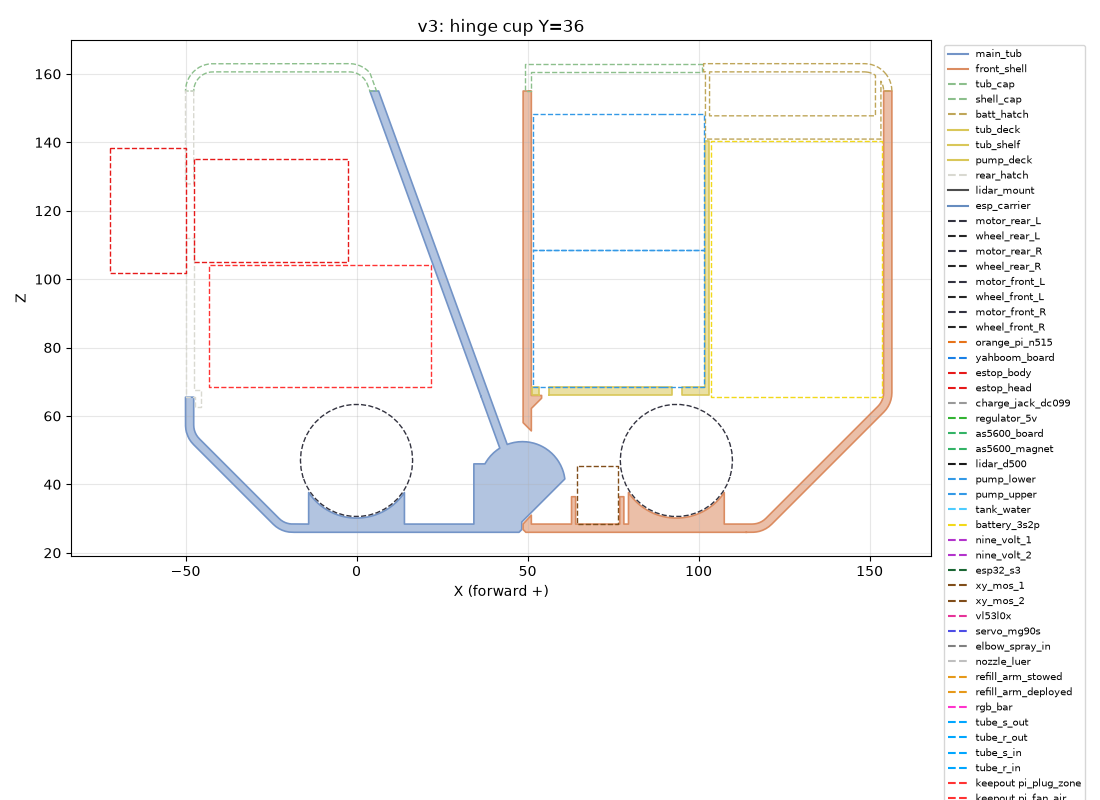 v3: hinge cup Y=36
Z
160
140
120
100
80
60
40
20
−50
0
50
100
150
X (forward +)
main_tub
front_shell
tub_cap
shell_cap
batt_hatch
tub_deck
tub_shelf
pump_deck
rear_hatch
lidar_mount
esp_carrier
motor_rear_L
wheel_rear_L
motor_rear_R
wheel_rear_R
motor_front_L
wheel_front_L
motor_front_R
wheel_front_R
orange_pi_n515
yahboom_board
estop_body
estop_head
charge_jack_dc099
regulator_5v
as5600_board
as5600_magnet
lidar_d500
pump_lower
pump_upper
tank_water
battery_3s2p
nine_volt_1
nine_volt_2
esp32_s3
xy_mos_1
xy_mos_2
vl53l0x
servo_mg90s
elbow_spray_in
nozzle_luer
refill_arm_stowed
refill_arm_deployed
rgb_bar
tube_s_out
tube_r_out
tube_s_in
tube_r_in
keepout pi_plug_zone
keepout pi_fan_air